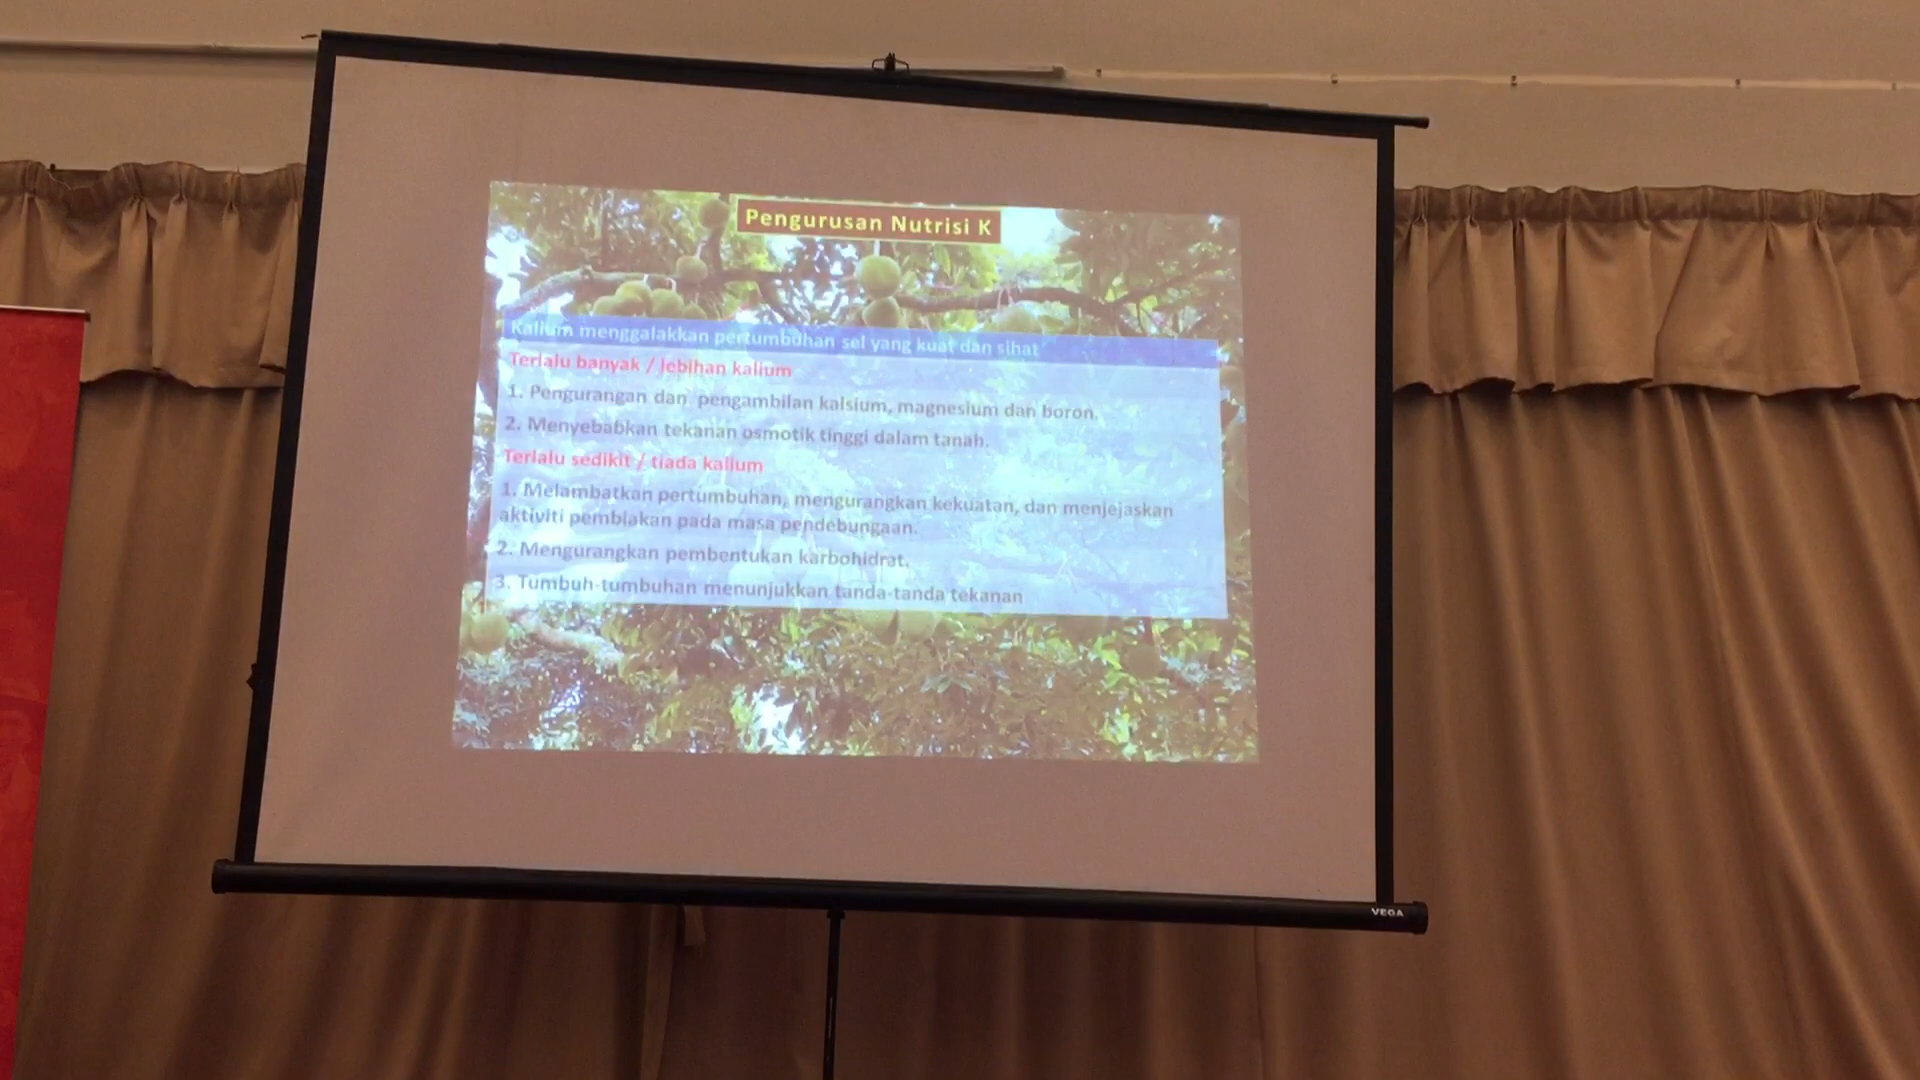 Pengurusan Nutrisi K
Kalium menggalakkan pertumbuhan sel yang kuat dan sihat
Terlalu banyak / lebihan kalium
1. Pengurangan dan pengambilan kalsium, magnesium dan boron.
2. Menyebabkan tekanan osmotik tinggi dalam tanah.
Terlalu sedikit / tiada kalium
1. Melambatkan pertumbuhan, mengurangkan kekuatan, dan menjejaskan
aktiviti pembiakan pada masa pendebungaan.
2. Mengurangkan pembentukan karbohidrat.
3. Tumbuh-tumbuhan menunjukkan tanda-tanda tekanan
VEGA